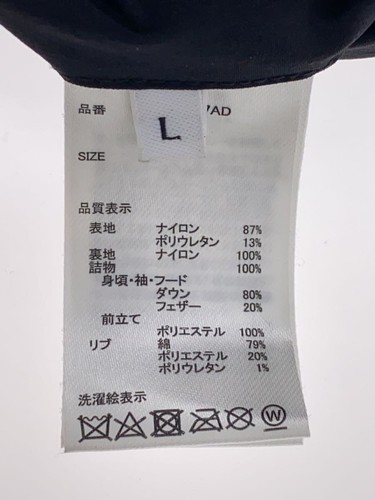 品番 7AD
L
SIZE
品質表示
表地 ナイロン 87%
ポリウレタン 13%
裏地 ナイロン 100%
詰物 100%
身頃・袖・フード
ダウン 80%
フェザー 20%
前立て
ポリエステル 100%
リブ 綿 79%
ポリエステル 20%
ポリウレタン 1%
洗濯絵表示
W